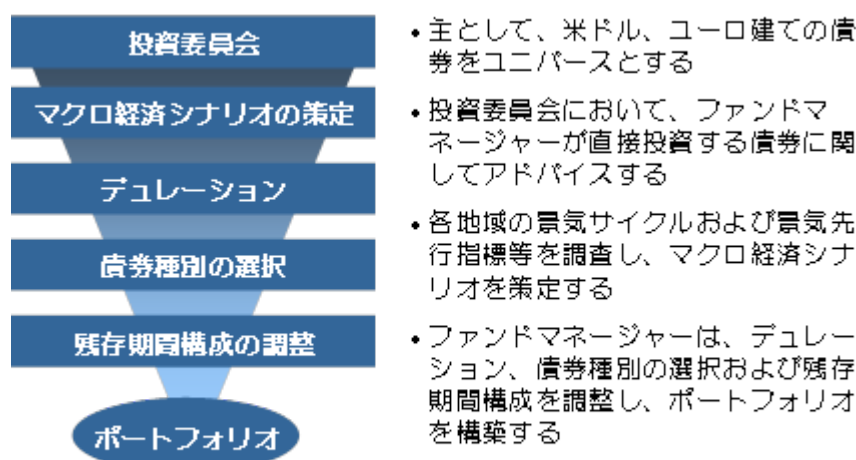 投資委員会
マクロ経済シナリオの策定
デュレーション
債券種別の選択
残存期間構成の調整
ポートフォリオ
•主として、米ドル、ユーロ建ての債
券をユニバースとする
•投資委員会において、ファンドマ
ネージャーが直接投資する債券に関
してアドバイスする
•各地域の景気サイクルおよび景気先
行指標等を調査し、マクロ経済シナ
リオを策定する
•ファンドマネージャーは、デュレー
ション、債券種別の選択および残存
期間構成を調整し、ポートフォリオ
を構築する